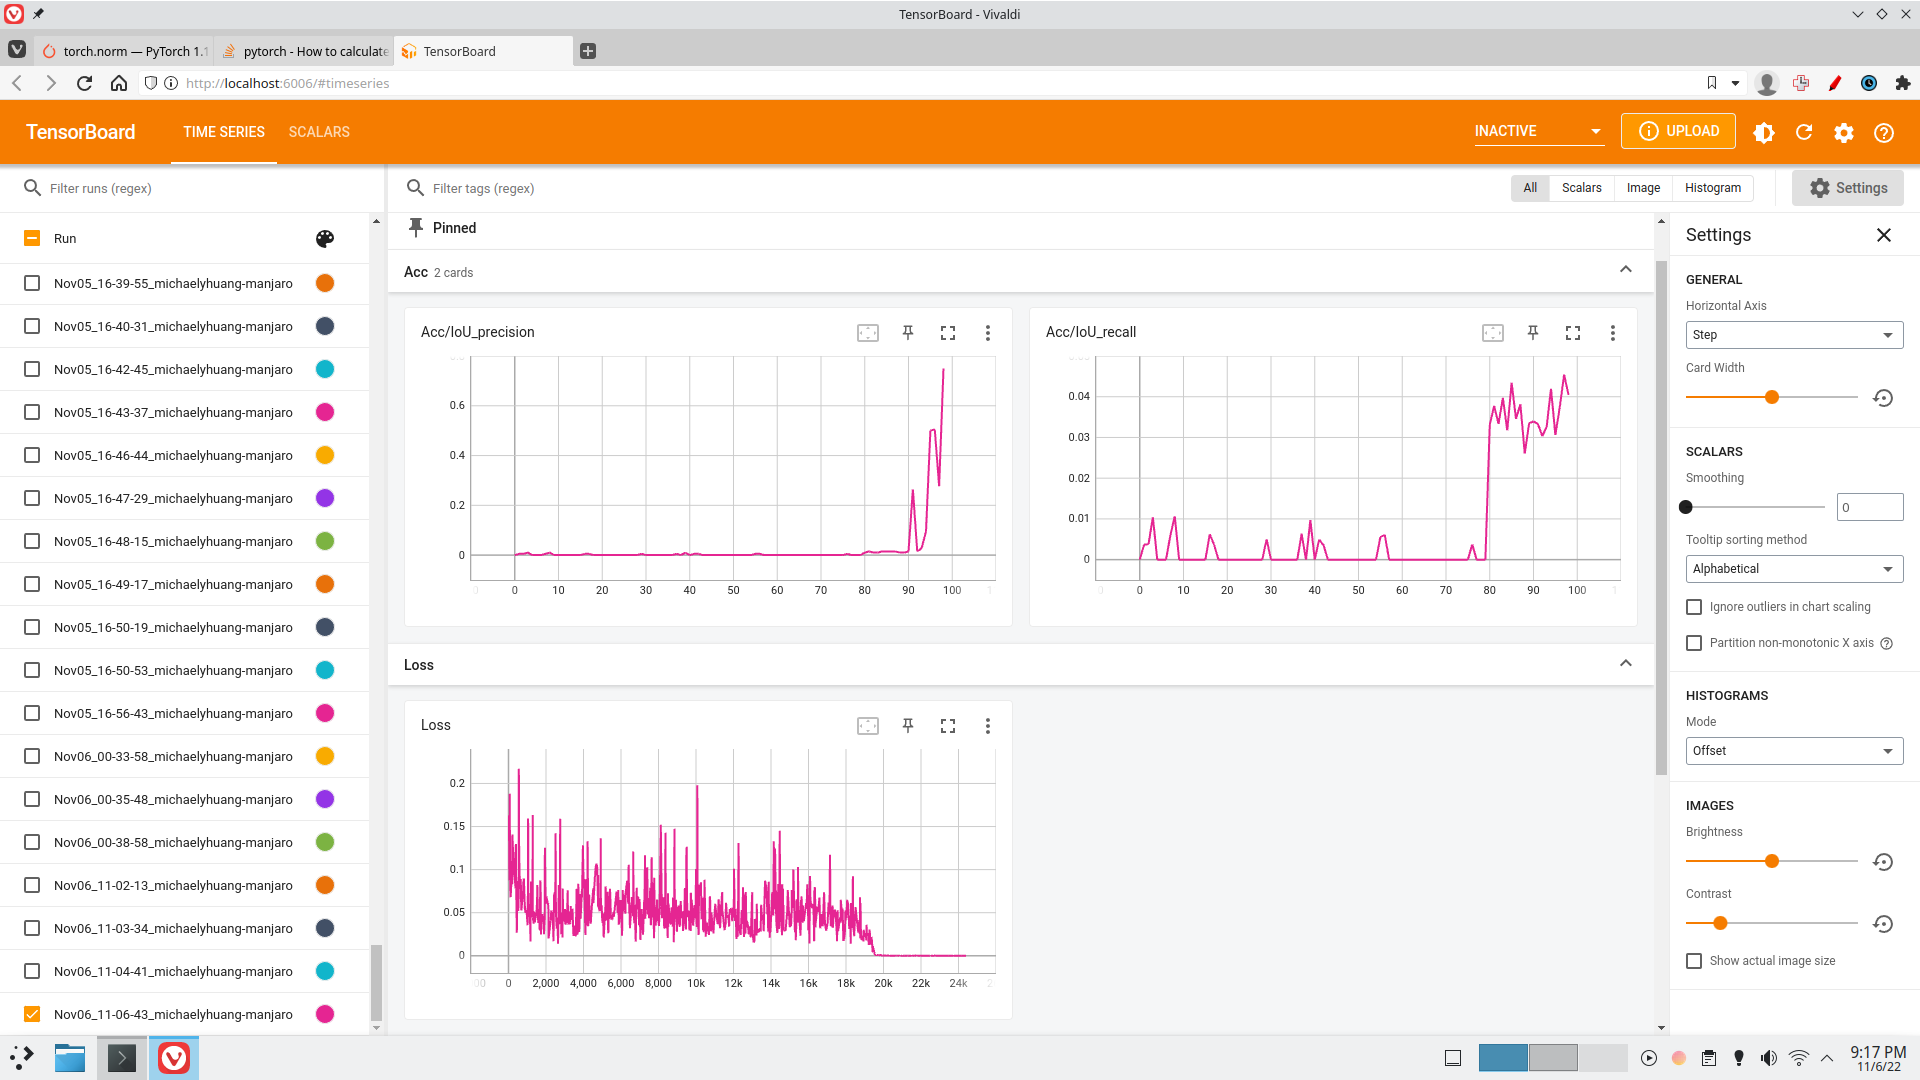 TensorBoard - Vivaldi
torch.norm — PyTorch 1.1
pytorch - How to calculate
TensorBoard
http://localhost:6006/#timeseries
TensorBoard
TIME SERIES
SCALARS
INACTIVE
UPLOAD
Filter runs (regex)
Filter tags (regex)
All
Scalars
Image
Histogram
Settings
Run
Nov05_16-39-55_michaelyhuang-manjaro
Nov05_16-40-31_michaelyhuang-manjaro
Nov05_16-42-45_michaelyhuang-manjaro
Nov05_16-43-37_michaelyhuang-manjaro
Nov05_16-46-44_michaelyhuang-manjaro
Nov05_16-47-29_michaelyhuang-manjaro
Nov05_16-48-15_michaelyhuang-manjaro
Nov05_16-49-17_michaelyhuang-manjaro
Nov05_16-50-19_michaelyhuang-manjaro
Nov05_16-50-53_michaelyhuang-manjaro
Nov05_16-56-43_michaelyhuang-manjaro
Nov06_00-33-58_michaelyhuang-manjaro
Nov06_00-35-48_michaelyhuang-manjaro
Nov06_00-38-58_michaelyhuang-manjaro
Nov06_11-02-13_michaelyhuang-manjaro
Nov06_11-03-34_michaelyhuang-manjaro
Nov06_11-04-41_michaelyhuang-manjaro
Nov06_11-06-43_michaelyhuang-manjaro
Pinned
Acc 2 cards
Acc/IoU_precision
0.6
0.4
0.2
0
0 10 20 30 40 50 60 70 80 90 100
Acc/IoU_recall
0.04
0.03
0.02
0.01
0
0 10 20 30 40 50 60 70 80 90 100
Loss
Loss
0.2
0.15
0.1
0.05
0
0 2,000 4,000 6,000 8,000 10k 12k 14k 16k 18k 20k 22k 24k
Settings
GENERAL
Horizontal Axis
Step
Card Width
SCALARS
Smoothing
0
Tooltip sorting method
Alphabetical
Ignore outliers in chart scaling
Partition non-monotonic X axis
HISTOGRAMS
Mode
Offset
IMAGES
Brightness
Contrast
Show actual image size
9:17 PM
11/6/22